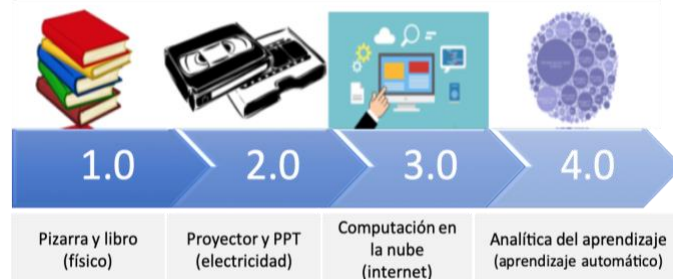 1.0
2.0
3.0
4.0
Pizarra y libro
(físico)
Proyector y PPT
(electricidad)
Computación en
la nube
(internet)
Analítica del aprendizaje
(aprendizaje automático)